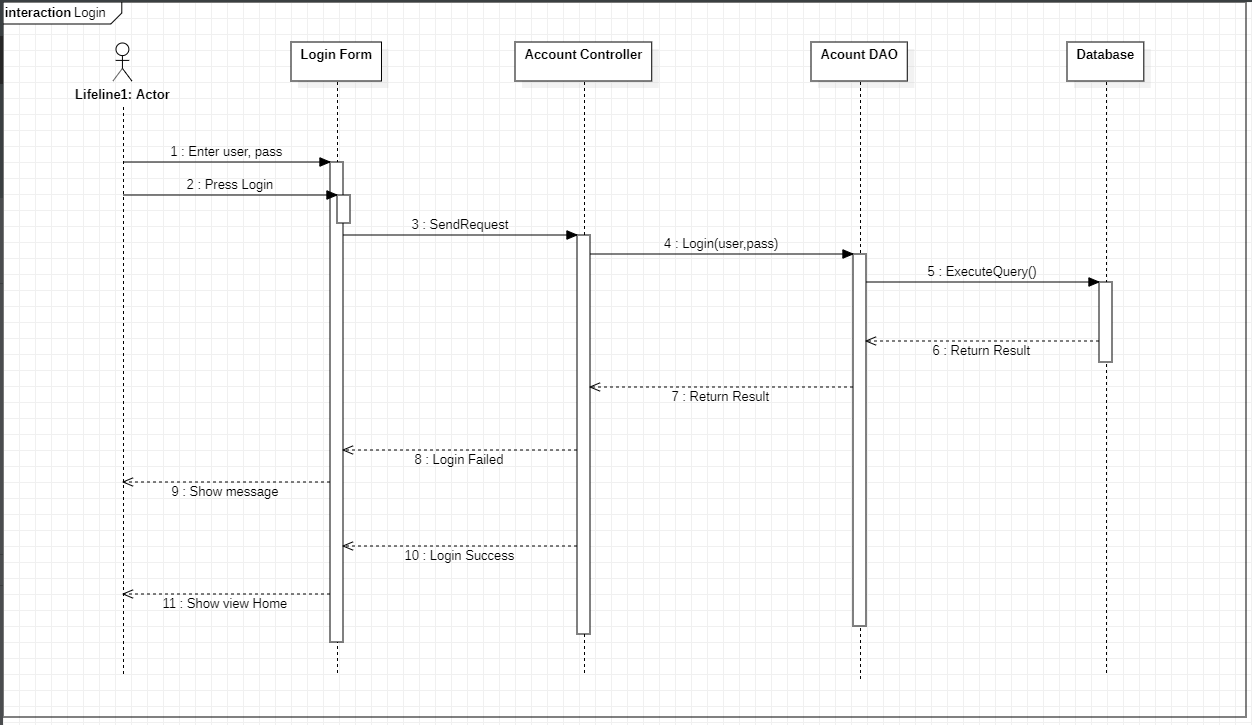 interaction Login
Login Form
Account Controller
Acount DAO
Database
Lifeline1: Actor
1 : Enter user, pass
2 : Press Login
3 : SendRequest
4 : Login(user,pass)
5 : ExecuteQuery()
6 : Return Result
7 : Return Result
8 : Login Failed
9 : Show message
10 : Login Success
11 : Show view Home